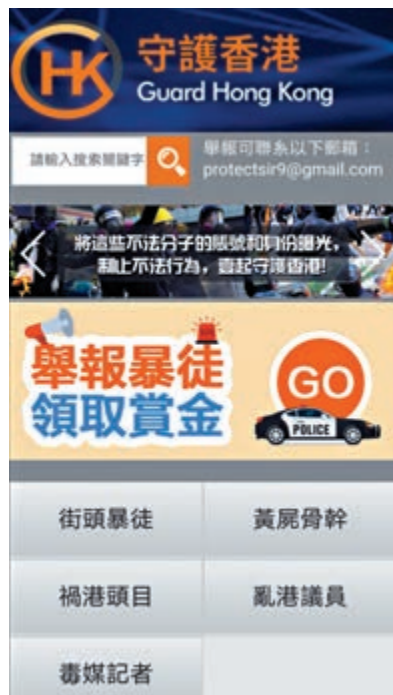 HK
守護香港
Guard Hong Kong
請輸入搜索關鍵字
舉報可聯系以下郵箱：
protectsir9@gmail.com
將這些不法分子的賬號和身份曝光，
制止不法行為，壹起守護香港!
舉報暴徒
領取賞金
GO
POLICE
街頭暴徒
黃屍骨幹
禍港頭目
亂港議員
毒媒記者